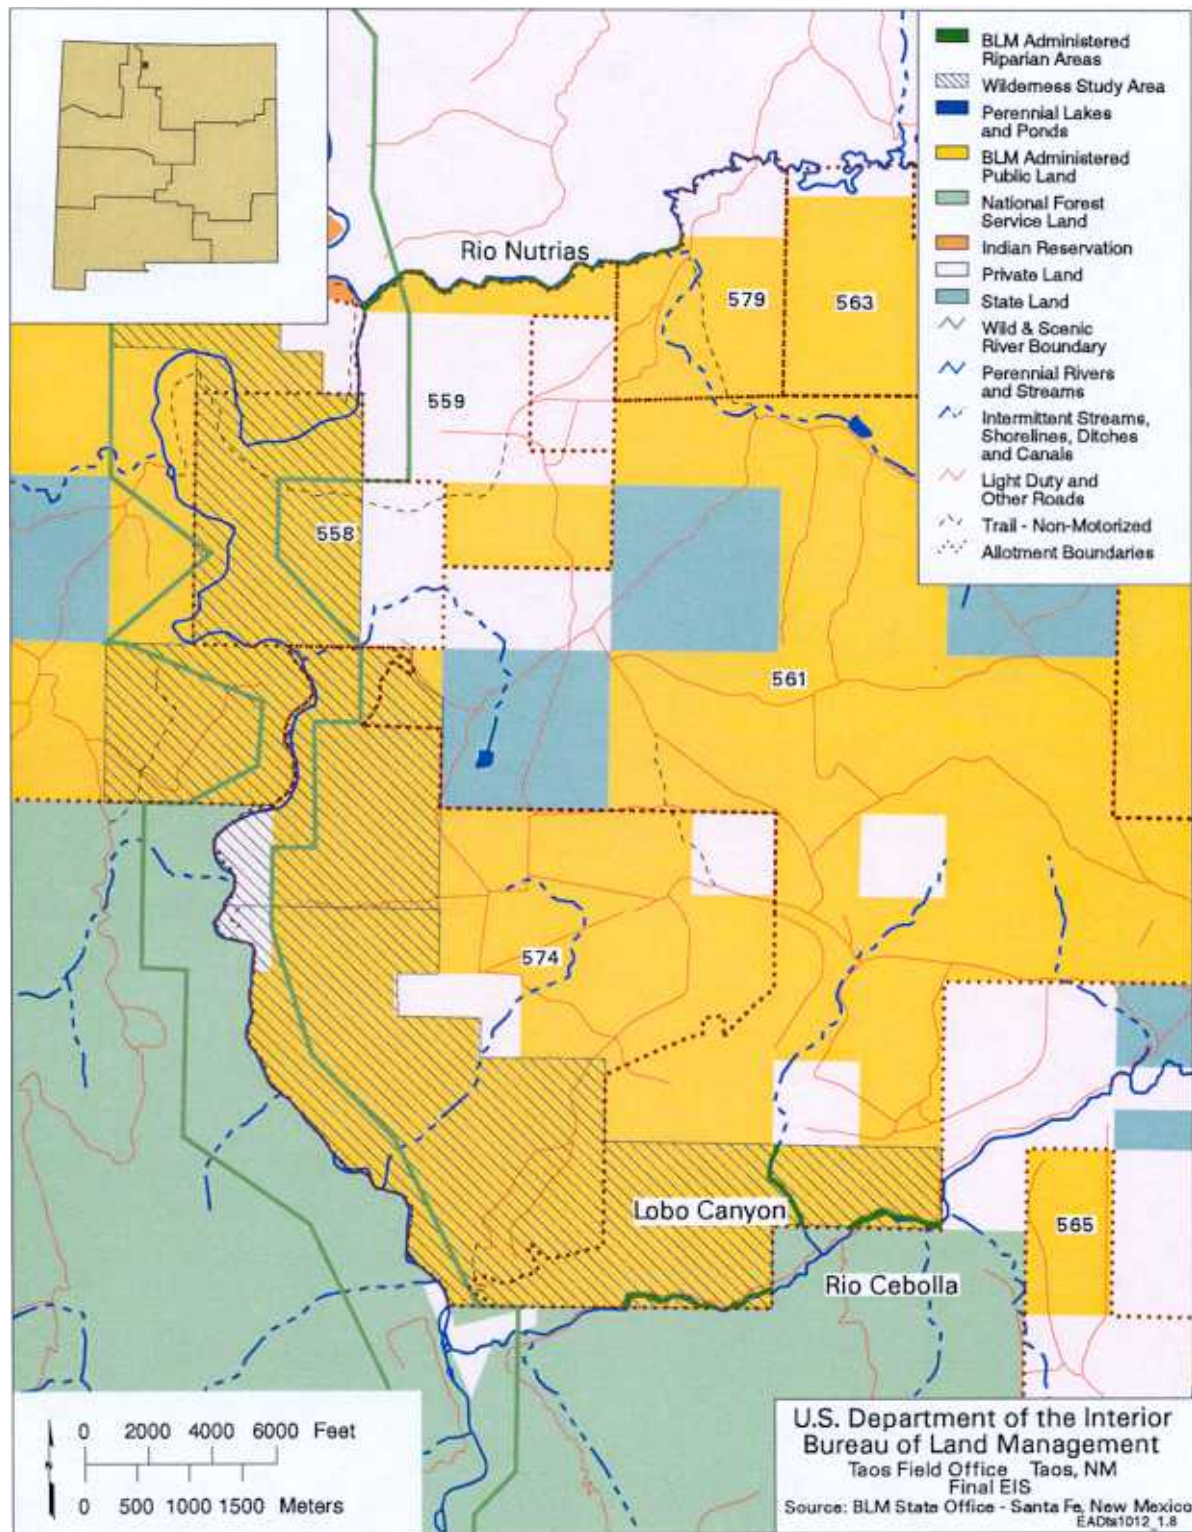 BLM Administered
Riparian Areas
Wilderness Study Area
Perennial Lakes
and Ponds
BLM Administered
Public Land
National Forest
Service Land
Indian Reservation
Private Land
State Land
Wild & Scenic
River Boundary
Perennial Rivers
and Streams
Intermittent Streams,
Shorelines, Ditches
and Canals
Light Duty and
Other Roads
Trail - Non-Motorized
Allotment Boundaries
Rio Nutrias
579
563
559
558
561
574
Lobo Canyon
565
Rio Cebolla
0 2000 4000 6000 Feet
0 500 1000 1500 Meters
U.S. Department of the Interior
Bureau of Land Management
Taos Field Office Taos, NM
Final EIS
Source: BLM State Office - Santa Fe, New Mexico
EADts1012_1.8